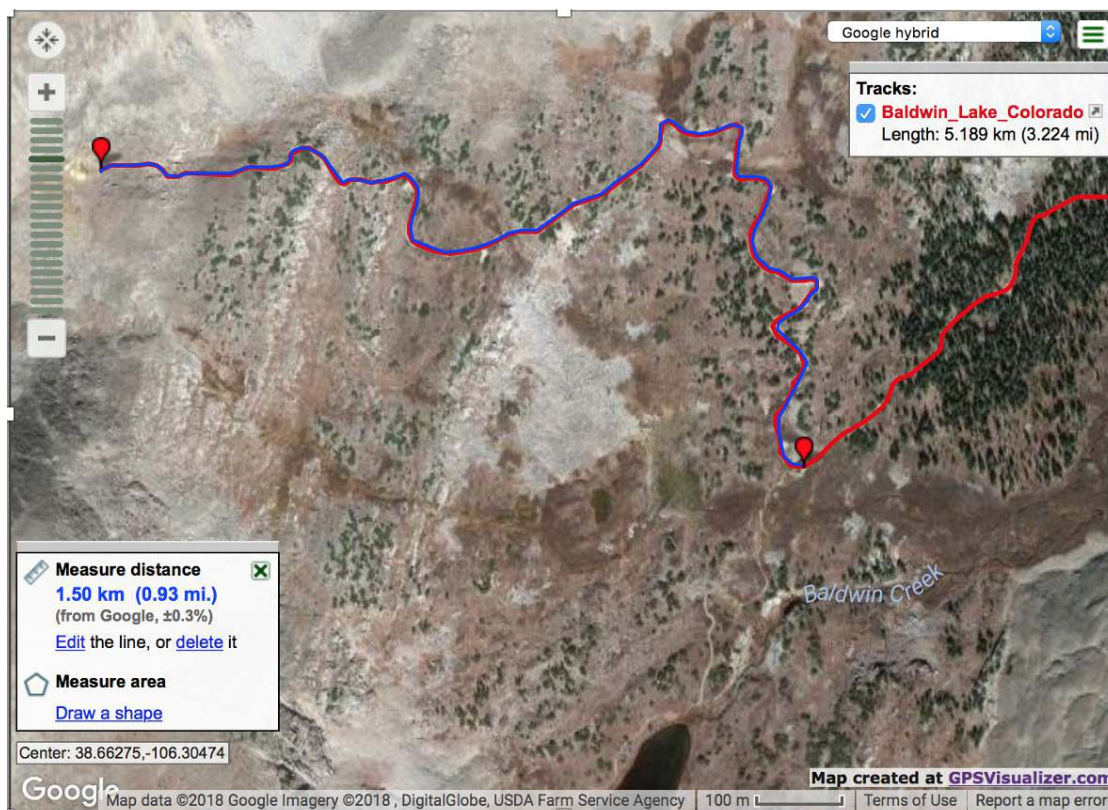 Google hybrid
Tracks:
Baldwin_Lake_Colorado
Length: 5.189 km (3.224 mi)
Measure distance
1.50 km (0.93 mi.)
(from Google, ±0.3%)
Edit the line, or delete it
Measure area
Draw a shape
Baldwin Creek
Center: 38.66275,-106.30474
Map created at GPSVisualizer.com
Google
Map data ©2018 Google Imagery ©2018 , DigitalGlobe, USDA Farm Service Agency 100 m Terms of Use Report a map error